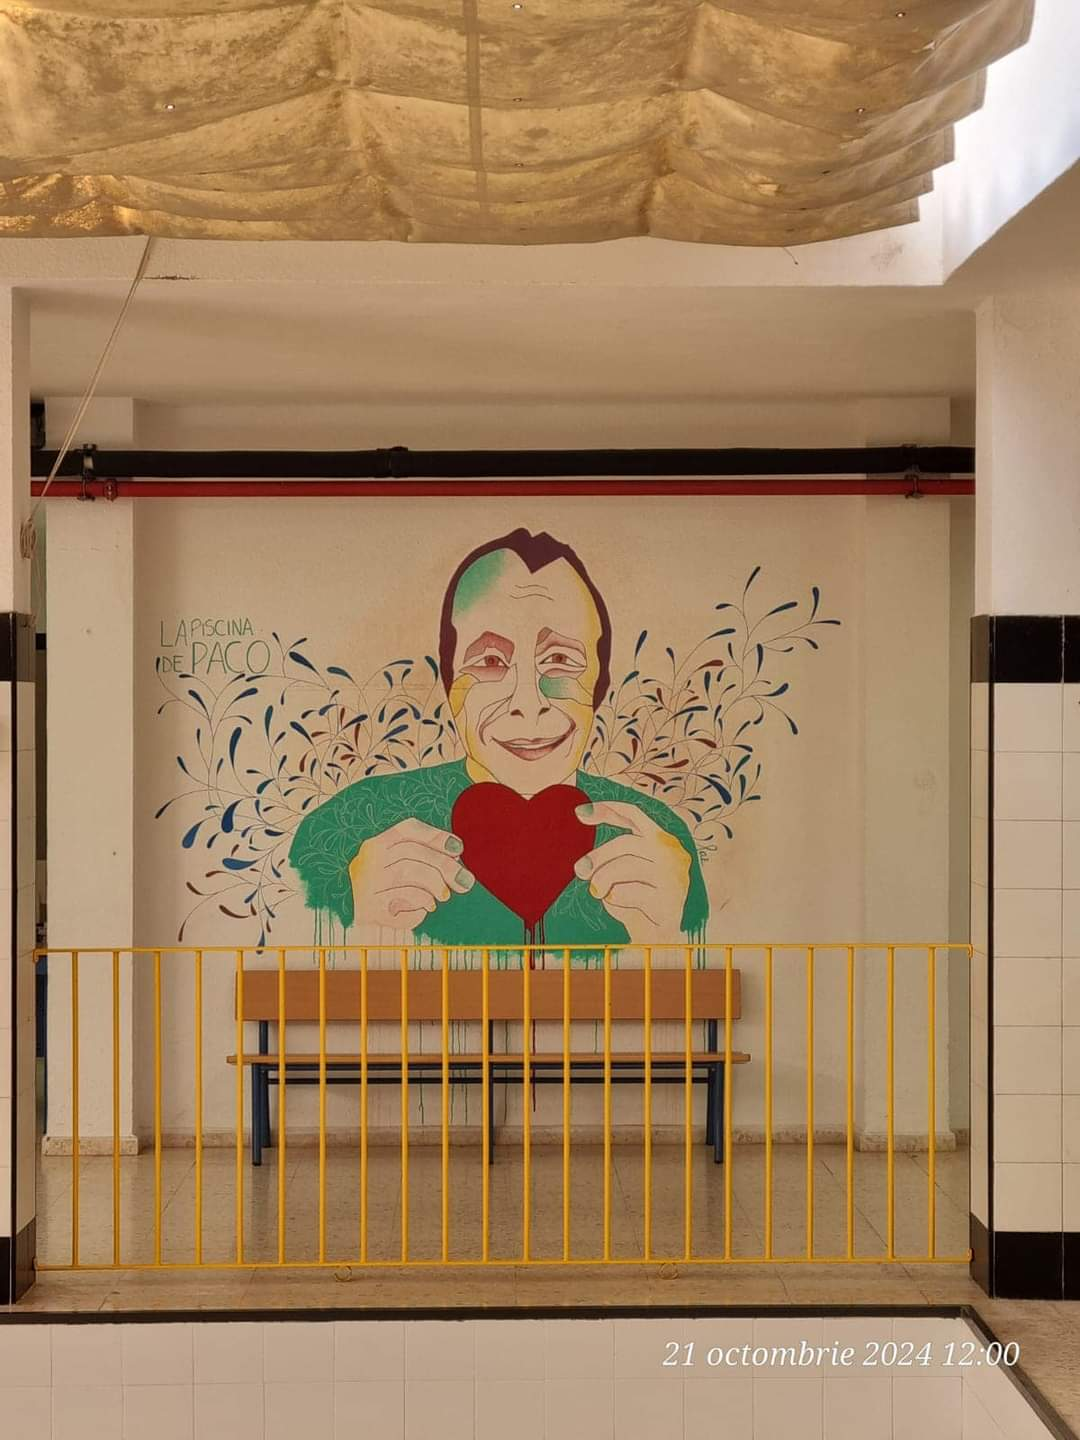 LA PISCINA
DE PACO
21 octombrie 2024 12:00